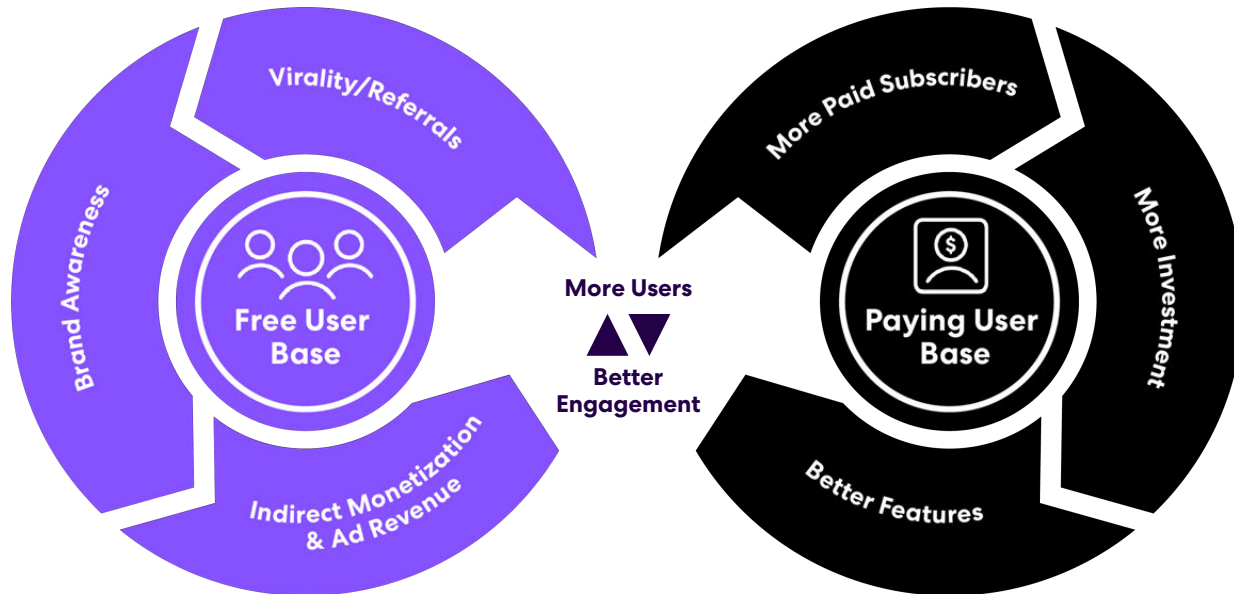 Virality/Referrals
Brand Awareness
Free User
Base
Indirect Monetization
& Ad Revenue
More Users
Better
Engagement
More Paid Subscribers
More Investment
$
Paying User
Base
Better Features